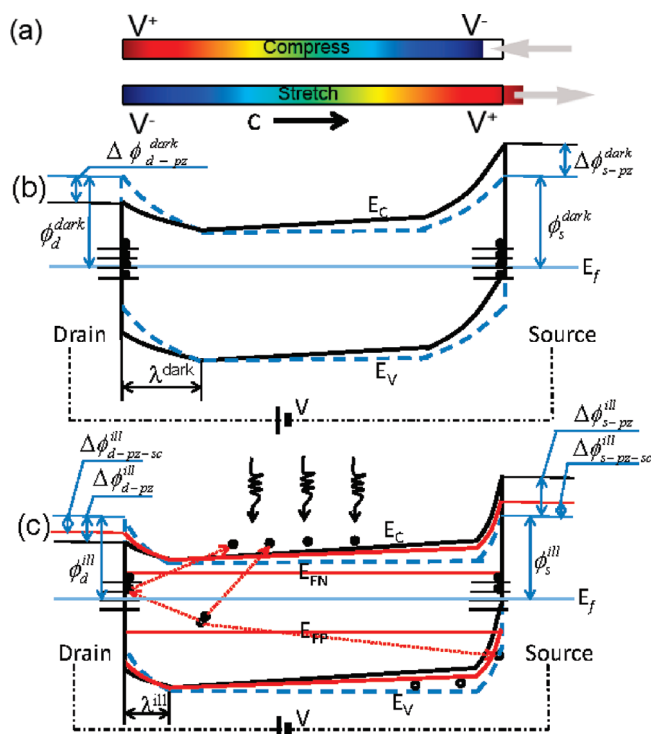 (a)
V⁺ V⁻
Compress
Stretch
V⁻ c V⁺
(b)
Δϕ_{d-pz}^{dark} Δϕ_{s-pz}^{dark}
ϕ_d^{dark} E_C ϕ_s^{dark}
E_f
Drain Source
λ^{dark} E_V
V
(c)
Δϕ_{d-pz-sc}^{ill} Δϕ_{s-pz}^{ill}
Δϕ_{d-pz}^{ill} Δϕ_{s-pz-sc}^{ill}
ϕ_d^{ill} E_C ϕ_s^{ill}
E_{FN}
E_f
E_{FP}
Drain Source
λ^{ill} E_V
V